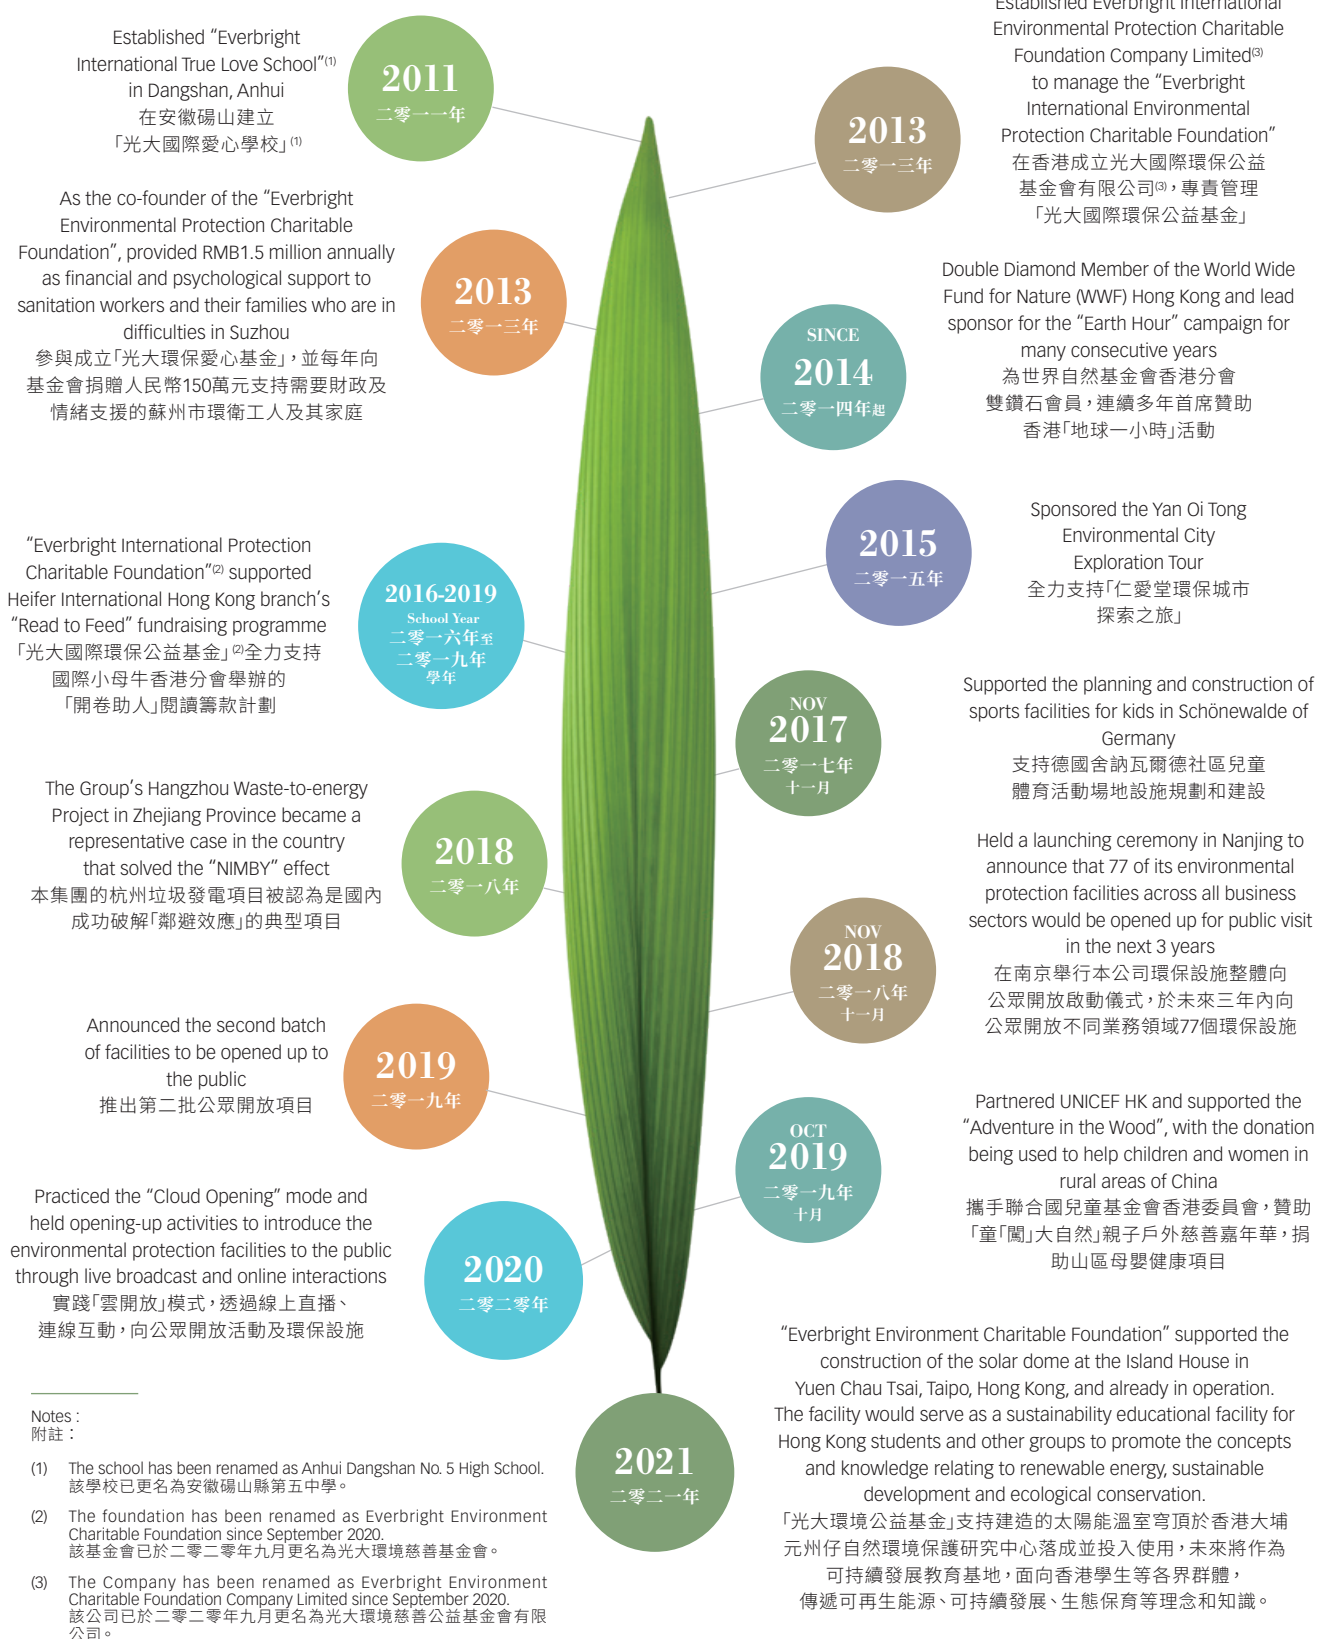 Established “Everbright
International True Love School”(1)
in Dangshan, Anhui
在安徽碭山建立
「光大國際愛心學校」(1)
2011
二零一一年
Established Everbright International
Environmental Protection Charitable
Foundation Company Limited(3)
to manage the “Everbright
International Environmental
Protection Charitable Foundation”
在香港成立光大國際環保公益
基金會有限公司(3)，專責管理
「光大國際環保公益基金」
2013
二零一三年
As the co-founder of the “Everbright
Environmental Protection Charitable
Foundation”, provided RMB1.5 million annually
as financial and psychological support to
sanitation workers and their families who are in
difficulties in Suzhou
參與成立「光大環保愛心基金」，並每年向
基金會捐贈人民幣150萬元支持需要財政及
情緒支援的蘇州市環衛工人及其家庭
2013
二零一三年
Double Diamond Member of the World Wide
Fund for Nature (WWF) Hong Kong and lead
sponsor for the “Earth Hour” campaign for
many consecutive years
為世界自然基金會香港分會
雙鑽石會員，連續多年首席贊助
香港「地球一小時」活動
SINCE
2014
二零一四年起
Sponsored the Yan Oi Tong
Environmental City
Exploration Tour
全力支持「仁愛堂環保城市
探索之旅」
2015
二零一五年
“Everbright International Protection
Charitable Foundation”(2) supported
Heifer International Hong Kong branch’s
“Read to Feed” fundraising programme
「光大國際環保公益基金」(2)全力支持
國際小母牛香港分會舉辦的
「開卷助人」閱讀籌款計劃
2016-2019
School Year
二零一六年至
二零一九年
學年
Supported the planning and construction of
sports facilities for kids in Schönewalde of
Germany
支持德國舍訥瓦爾德社區兒童
體育活動場地設施規劃和建設
NOV
2017
二零一七年
十一月
The Group’s Hangzhou Waste-to-energy
Project in Zhejiang Province became a
representative case in the country
that solved the “NIMBY” effect
本集團的杭州垃圾發電項目被認為是國內
成功破解「鄰避效應」的典型項目
2018
二零一八年
Held a launching ceremony in Nanjing to
announce that 77 of its environmental
protection facilities across all business
sectors would be opened up for public visit
in the next 3 years
在南京舉行本公司環保設施整體向
公眾開放啟動儀式，於未來三年內向
公眾開放不同業務領域77個環保設施
NOV
2018
二零一八年
十一月
Announced the second batch
of facilities to be opened up to
the public
推出第二批公眾開放項目
2019
二零一九年
Partnered UNICEF HK and supported the
“Adventure in the Wood”, with the donation
being used to help children and women in
rural areas of China
攜手聯合國兒童基金會香港委員會，贊助
「童「闖」大自然」親子戶外慈善嘉年華，捐
助山區母嬰健康項目
OCT
2019
二零一九年
十月
Practiced the “Cloud Opening” mode and
held opening-up activities to introduce the
environmental protection facilities to the public
through live broadcast and online interactions
實踐「雲開放」模式，透過線上直播、
連線互動，向公眾開放活動及環保設施
2020
二零二零年
“Everbright Environment Charitable Foundation” supported the
construction of the solar dome at the Island House in
Yuen Chau Tsai, Taipo, Hong Kong, and already in operation.
The facility would serve as a sustainability educational facility for
Hong Kong students and other groups to promote the concepts
and knowledge relating to renewable energy, sustainable
development and ecological conservation.
「光大環境公益基金」支持建造的太陽能溫室穹頂於香港大埔
元州仔自然環境保護研究中心落成並投入使用，未來將作為
可持續發展教育基地，面向香港學生等各界群體，
傳遞可再生能源、可持續發展、生態保育等理念和知識。
2021
二零二一年
Notes :
附註：
(1) The school has been renamed as Anhui Dangshan No. 5 High School.
該學校已更名為安徽碭山縣第五中學。
(2) The foundation has been renamed as Everbright Environment
Charitable Foundation since September 2020.
該基金會已於二零二零年九月更名為光大環境慈善基金會。
(3) The Company has been renamed as Everbright Environment
Charitable Foundation Company Limited since September 2020.
該公司已於二零二零年九月更名為光大環境慈善公益基金會有限
公司。